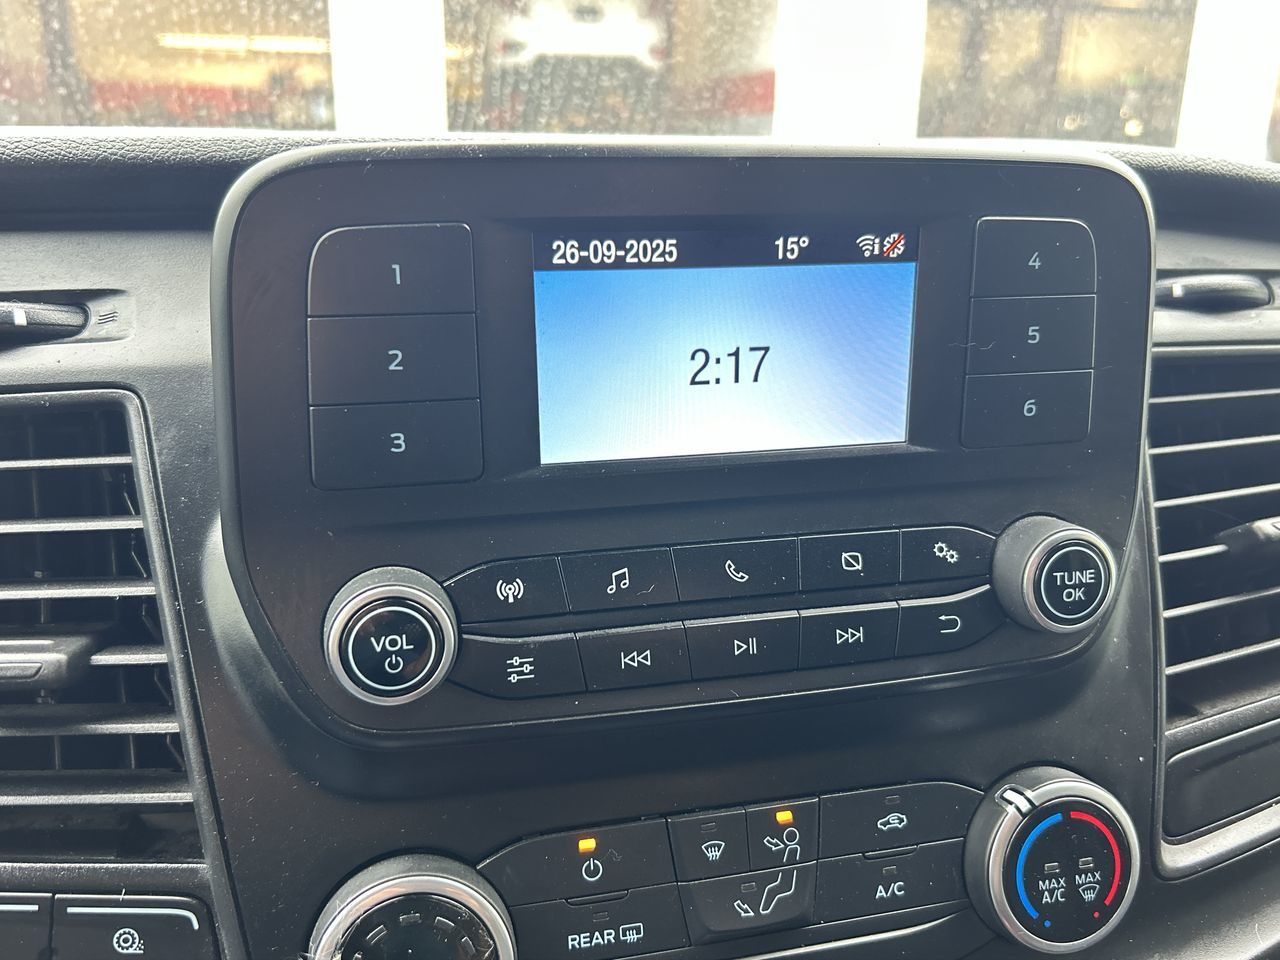 26-09-2025 15°
2:17
1
2
3
4
5
6
VOL
TUNE
OK
REAR
A/C
MAX
A/C
MAX